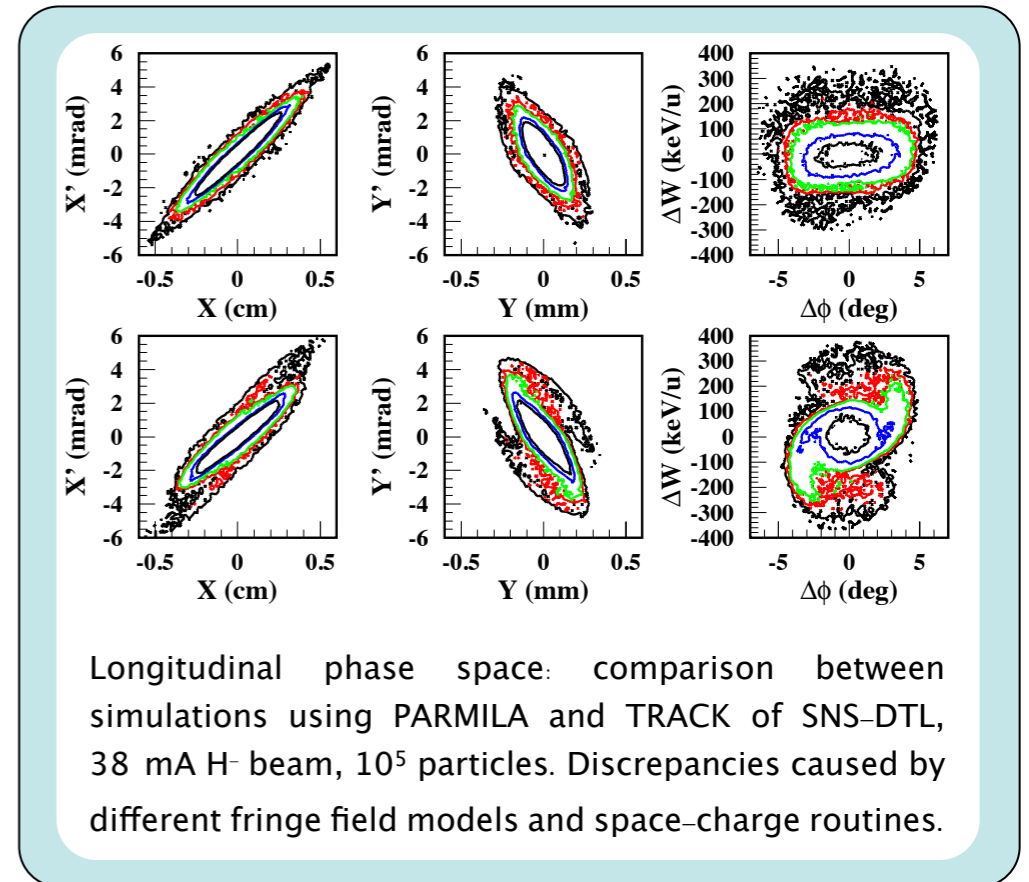 6
4
2
0
-2
-4
-6
X' (mrad)
-0.5 0 0.5
X (cm)
6
4
2
0
-2
-4
-6
Y' (mrad)
-0.5 0 0.5
Y (mm)
400
300
200
100
0
-100
-200
-300
-400
ΔW (keV/u)
-5 0 5
Δϕ (deg)
6
4
2
0
-2
-4
-6
X' (mrad)
-0.5 0 0.5
X (cm)
6
4
2
0
-2
-4
-6
Y' (mrad)
-0.5 0 0.5
Y (mm)
400
300
200
100
0
-100
-200
-300
-400
ΔW (keV/u)
-5 0 5
Δϕ (deg)
Longitudinal phase space: comparison between
simulations using PARMILA and TRACK of SNS-DTL,
38 mA H⁻ beam, 10⁵ particles. Discrepancies caused by
different fringe field models and space-charge routines.